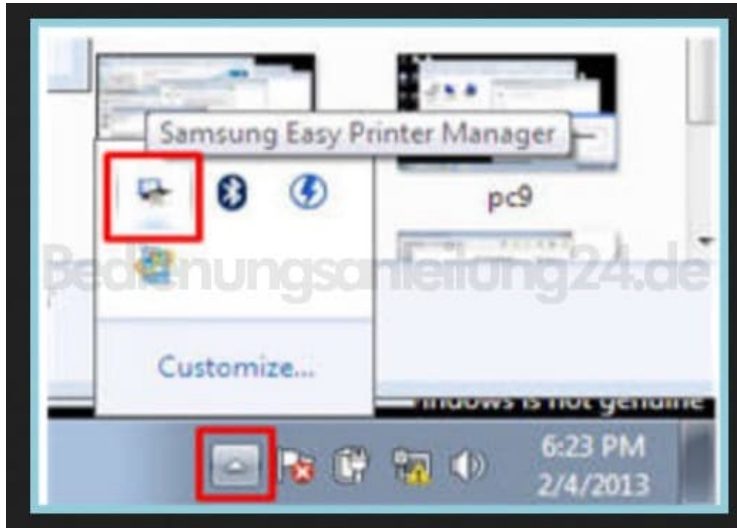 Samsung Easy Printer Manager
pc9
Bedienungsanleitung24.de
Customize...
indows is not genuine
6:23 PM
2/4/2013